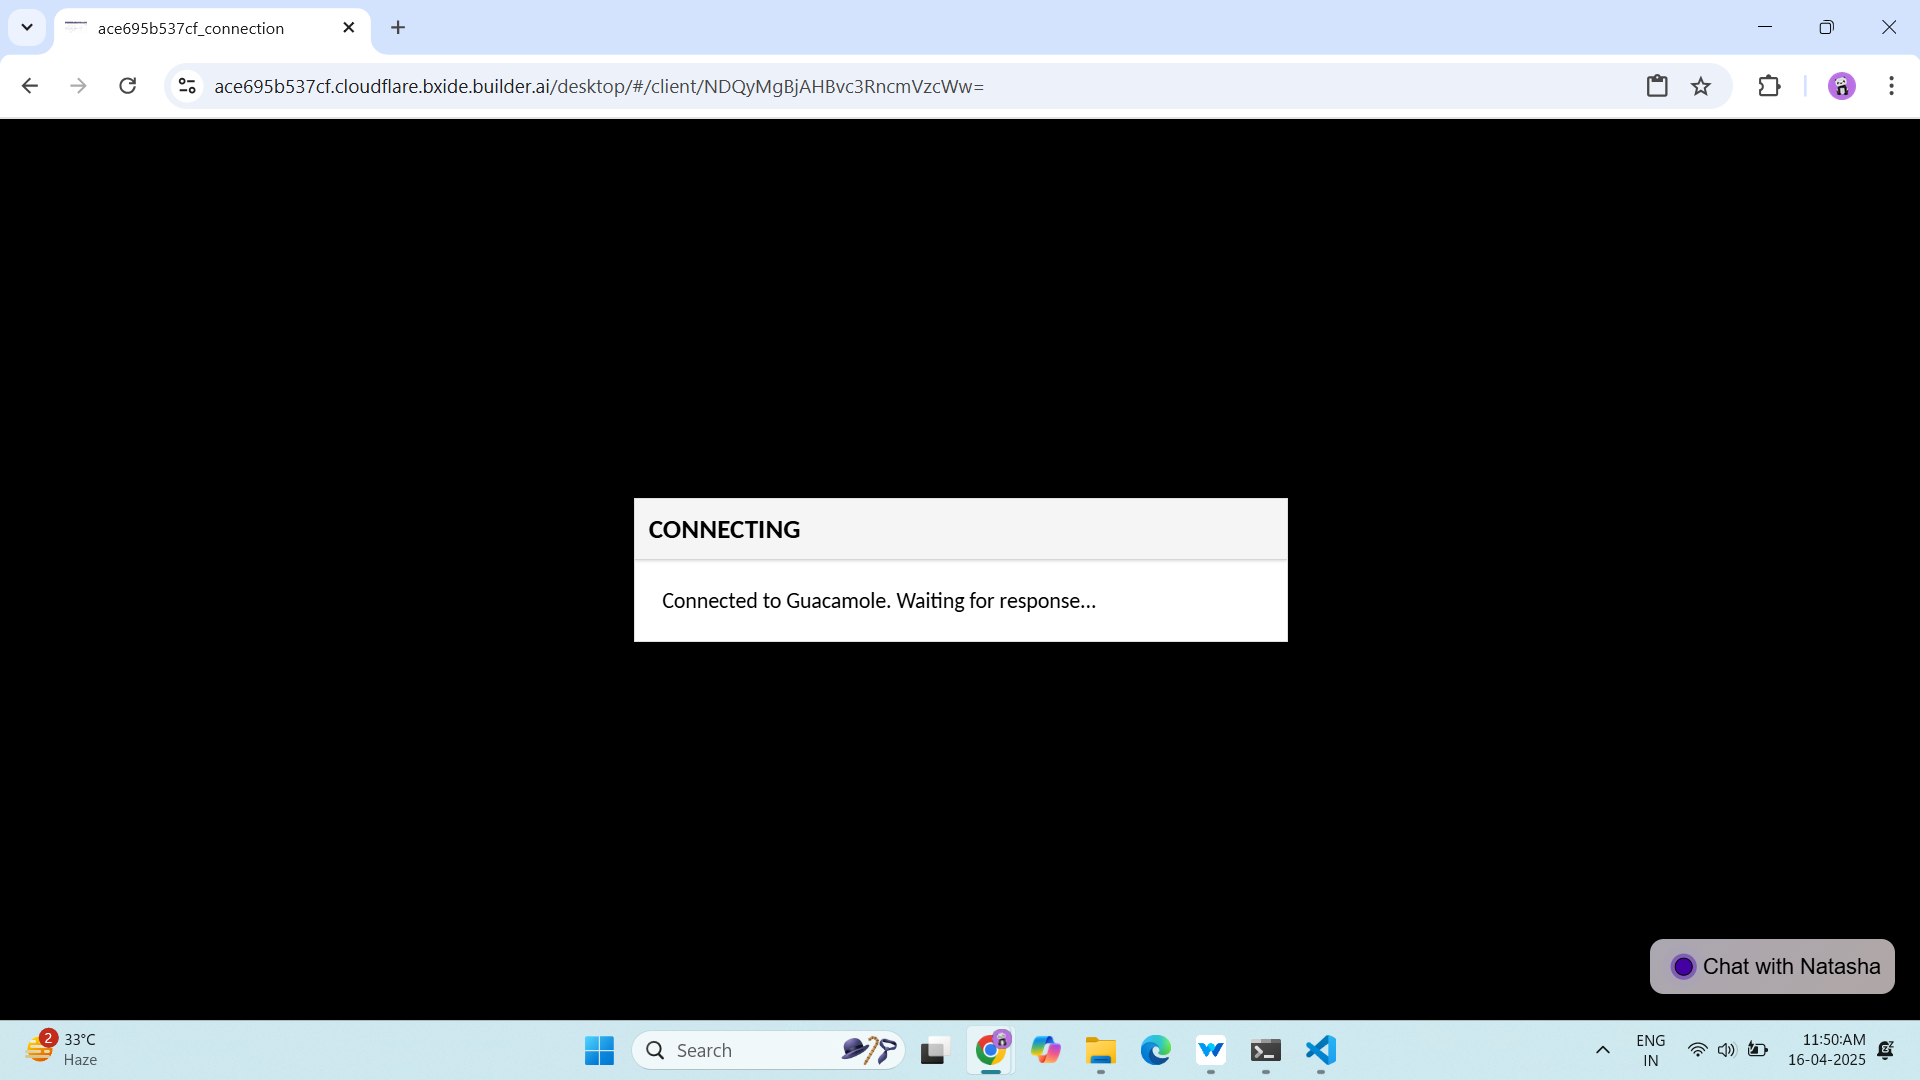 ace695b537cf_connection
ace695b537cf.cloudflare.bxide.builder.ai/desktop/#/client/NDQyMgBjAHBvc3RncmVzcWw=
CONNECTING
Connected to Guacamole. Waiting for response...
Chat with Natasha
2
33°C
Haze
Search
ENG
IN
11:50:AM
16-04-2025